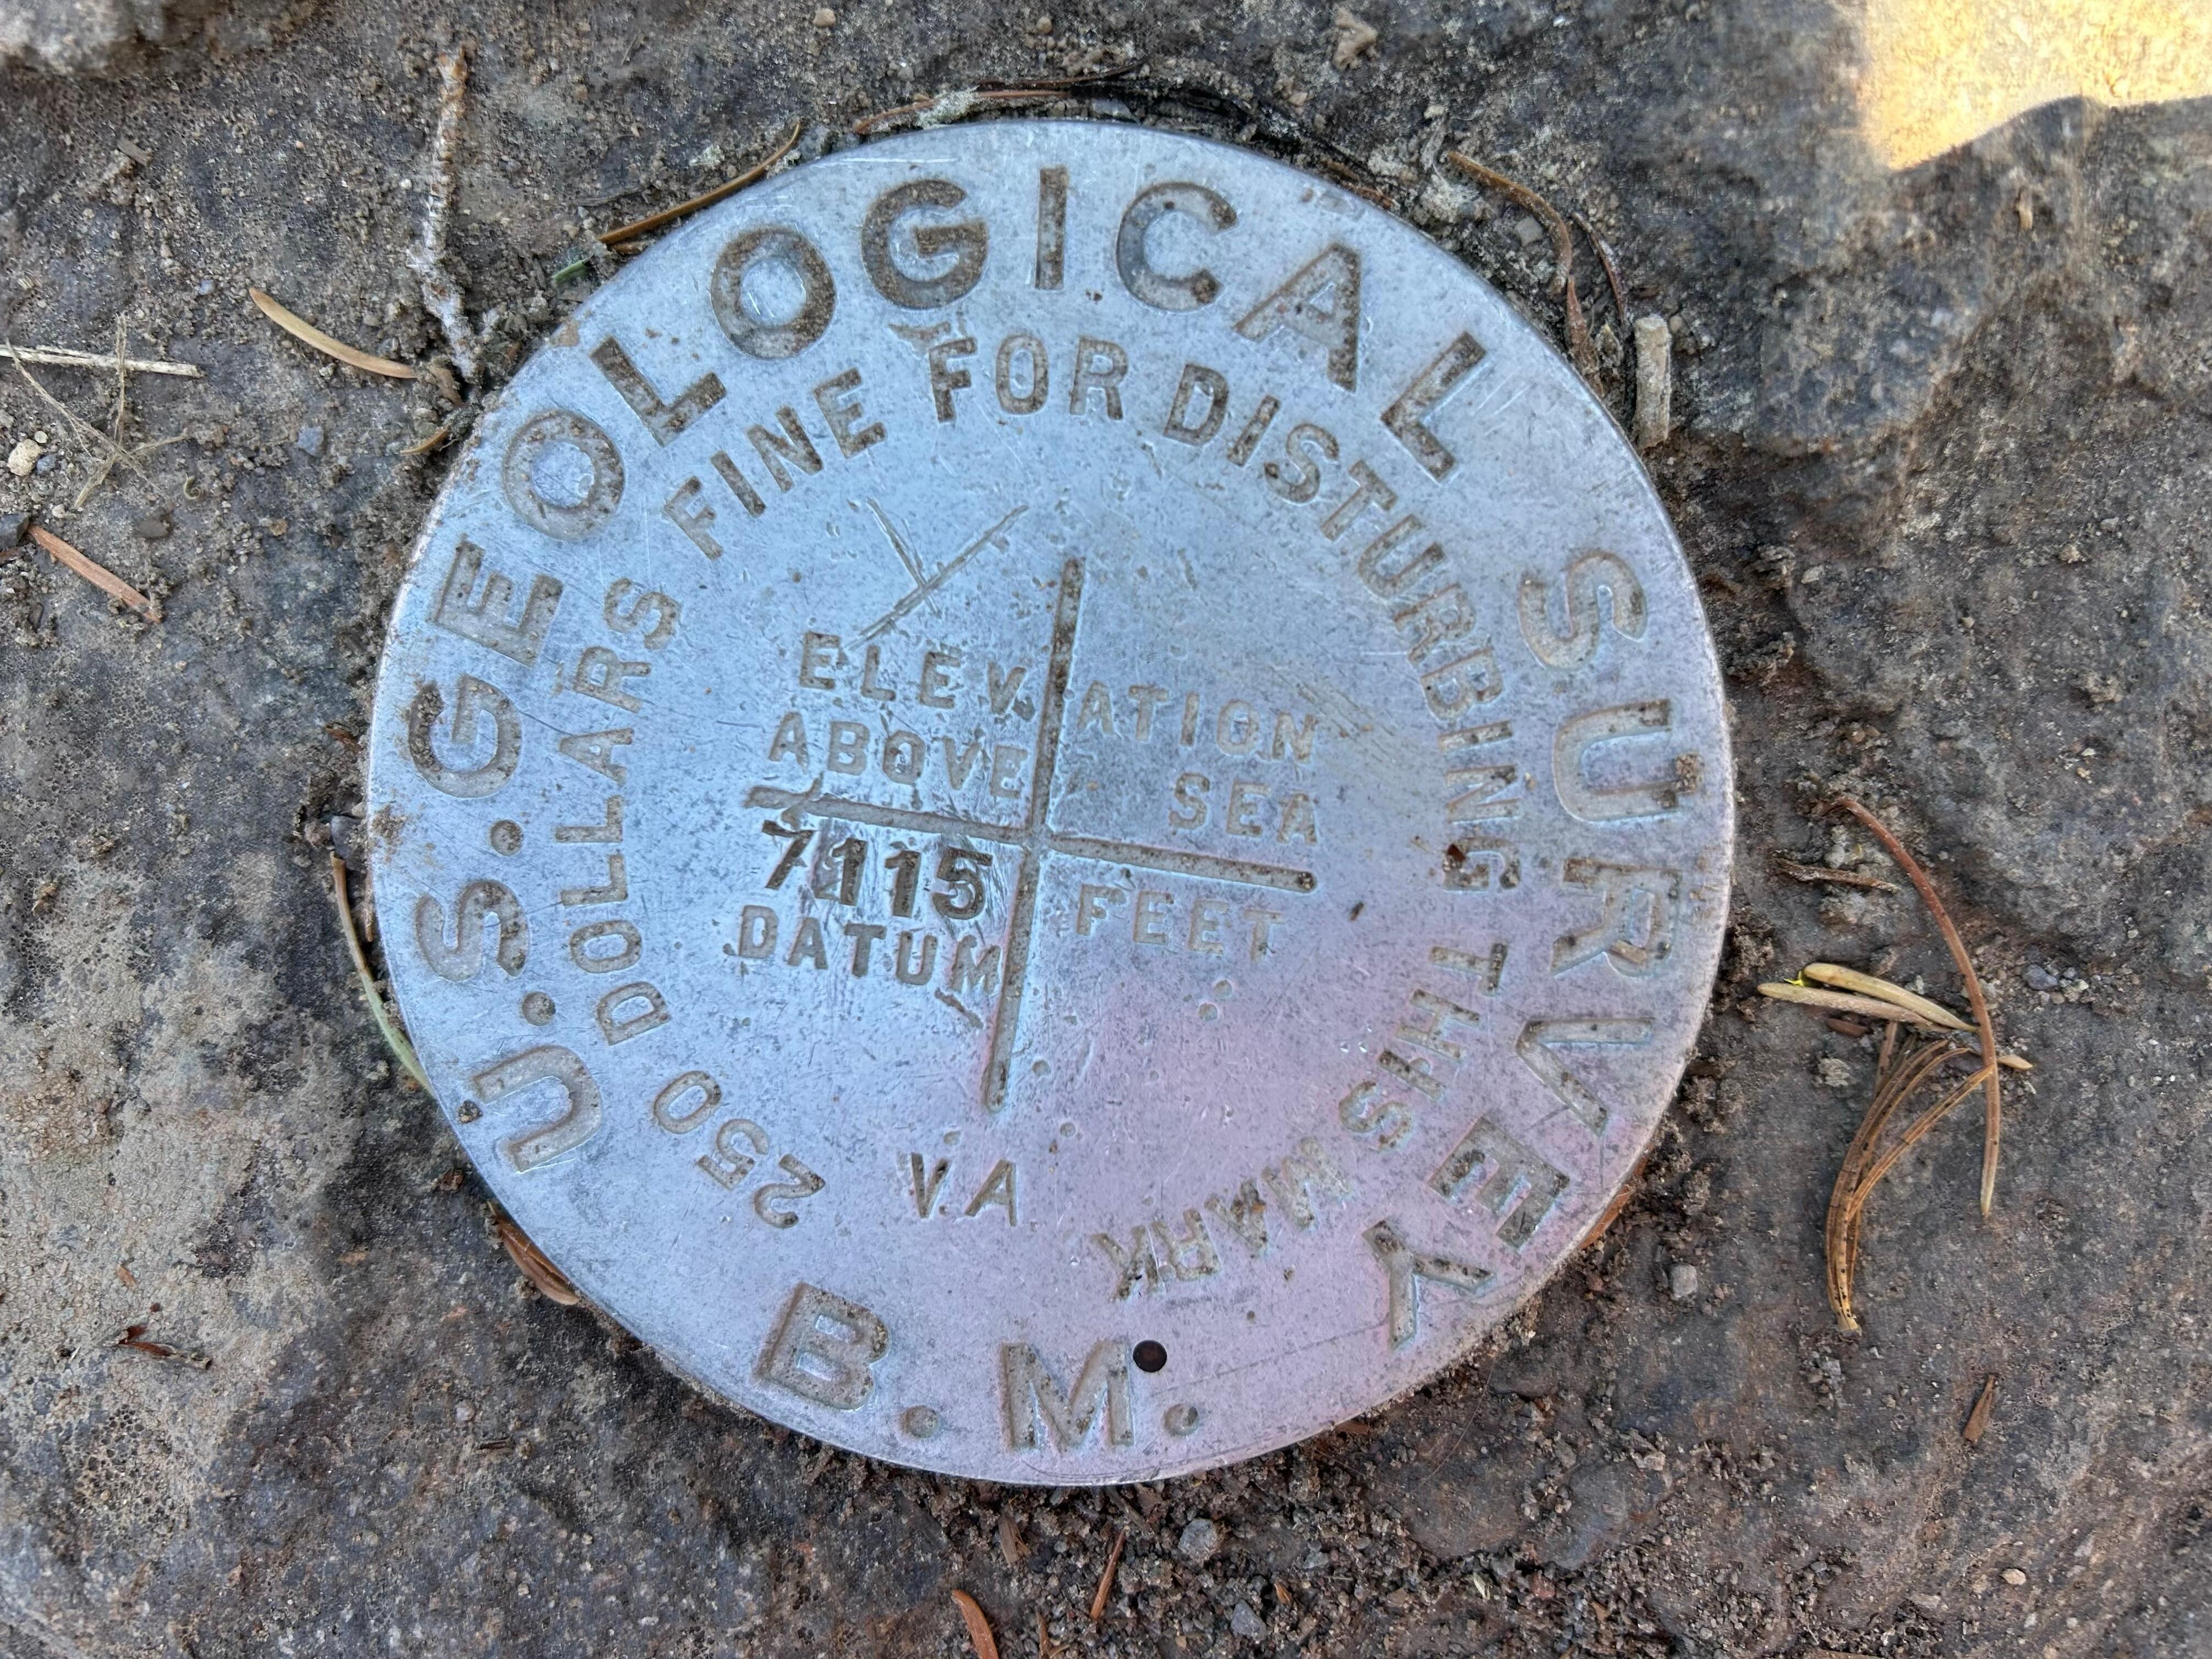 U.S. GEOLOGICAL SURVEY
250 DOLLARS FINE FOR DISTURBING THIS MARK
ELEVATION
ABOVE SEA
7115 FEET
DATUM
V.A
B.M.